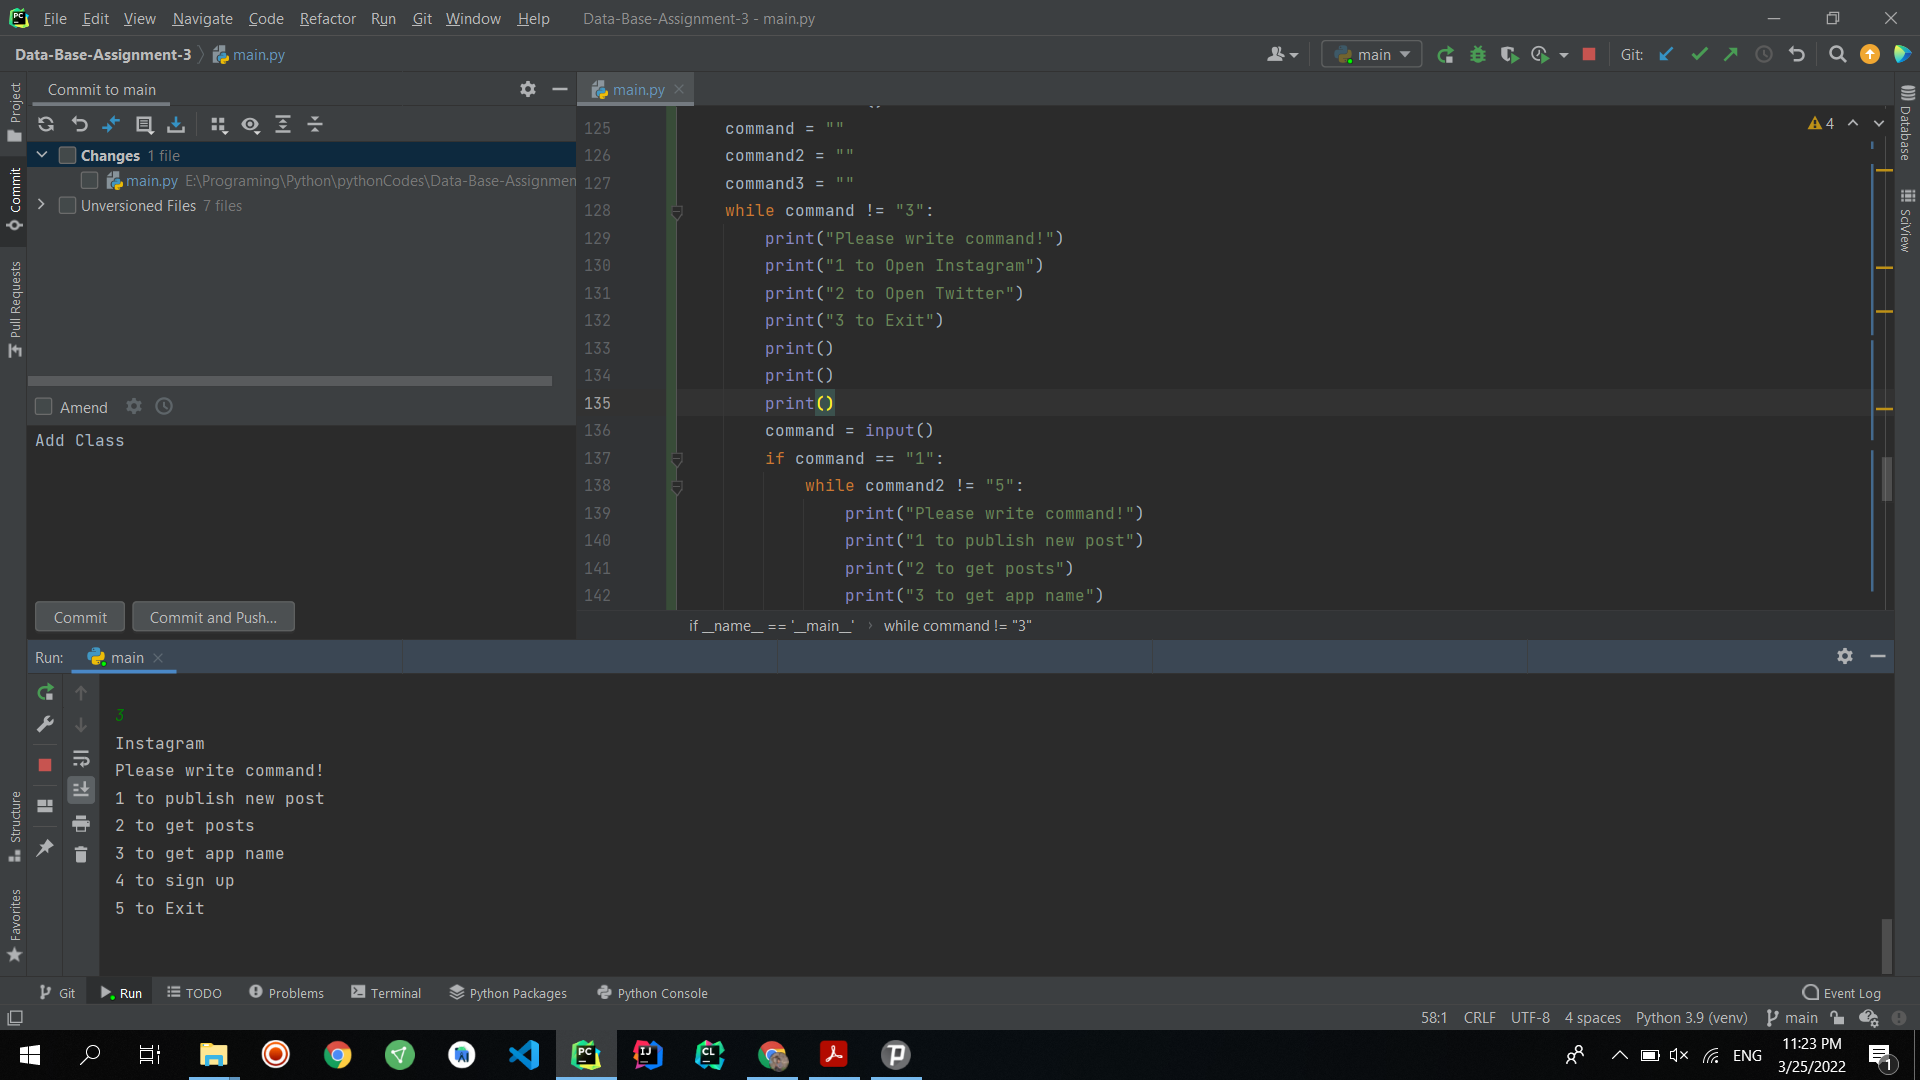 File Edit View Navigate Code Refactor Run Git Window Help Data-Base-Assignment-3 - main.py
Data-Base-Assignment-3 main.py main Git:
Commit to main
main.py
Project
Commit
Pull Requests
Structure
Favorites
Database
SciView
Changes 1 file
main.py E:\Programing\Python\pythonCodes\Data-Base-Assignmen
Unversioned Files 7 files
Amend
Add Class
Commit Commit and Push...
4
125 command = ""
126 command2 = ""
127 command3 = ""
128 while command != "3":
129 print("Please write command!")
130 print("1 to Open Instagram")
131 print("2 to Open Twitter")
132 print("3 to Exit")
133 print()
134 print()
135 print()
136 command = input()
137 if command == "1":
138 while command2 != "5":
139 print("Please write command!")
140 print("1 to publish new post")
141 print("2 to get posts")
142 print("3 to get app name")
if __name__ == '__main__' › while command != "3"
Run: main
3
Instagram
Please write command!
1 to publish new post
2 to get posts
3 to get app name
4 to sign up
5 to Exit
Git Run TODO Problems Terminal Python Packages Python Console Event Log
58:1 CRLF UTF-8 4 spaces Python 3.9 (venv) main
ENG
11:23 PM
3/25/2022
1